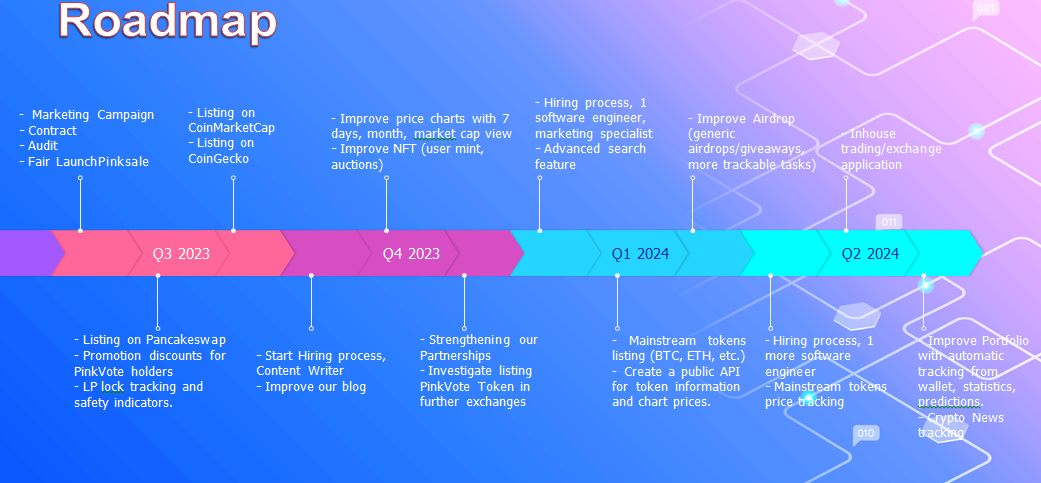 Roadmap
001
- Marketing Campaign
- Contract
- Audit
- Fair LaunchPinksale
- Listing on
CoinMarketCap
- Listing on
CoinGecko
- Improve price charts with 7
days, month, market cap view
- Improve NFT (user mint,
auctions)
- Hiring process, 1
software engineer,
marketing specialist
- Advanced search
feature
- Improve Airdrop
(generic
airdrops/giveaways,
more trackable tasks)
- Inhouse
trading/exchange
application
011
Q3 2023
Q4 2023
Q1 2024
Q2 2024
- Listing on Pancakeswap
- Promotion discounts for
PinkVote holders
- LP lock tracking and
safety indicators.
- Start Hiring process,
Content Writer
- Improve our blog
- Strengthening our
Partnerships
- Investigate listing
PinkVote Token in
further exchanges
- Mainstream tokens
listing (BTC, ETH, etc.)
- Create a public API
for token information
and chart prices.
- Hiring process, 1
more software
engineer
- Mainstream tokens
price tracking
- Improve Portfolio
with automatic
tracking from
wallet, statistics,
predictions.
- Crypto News
tracking
010